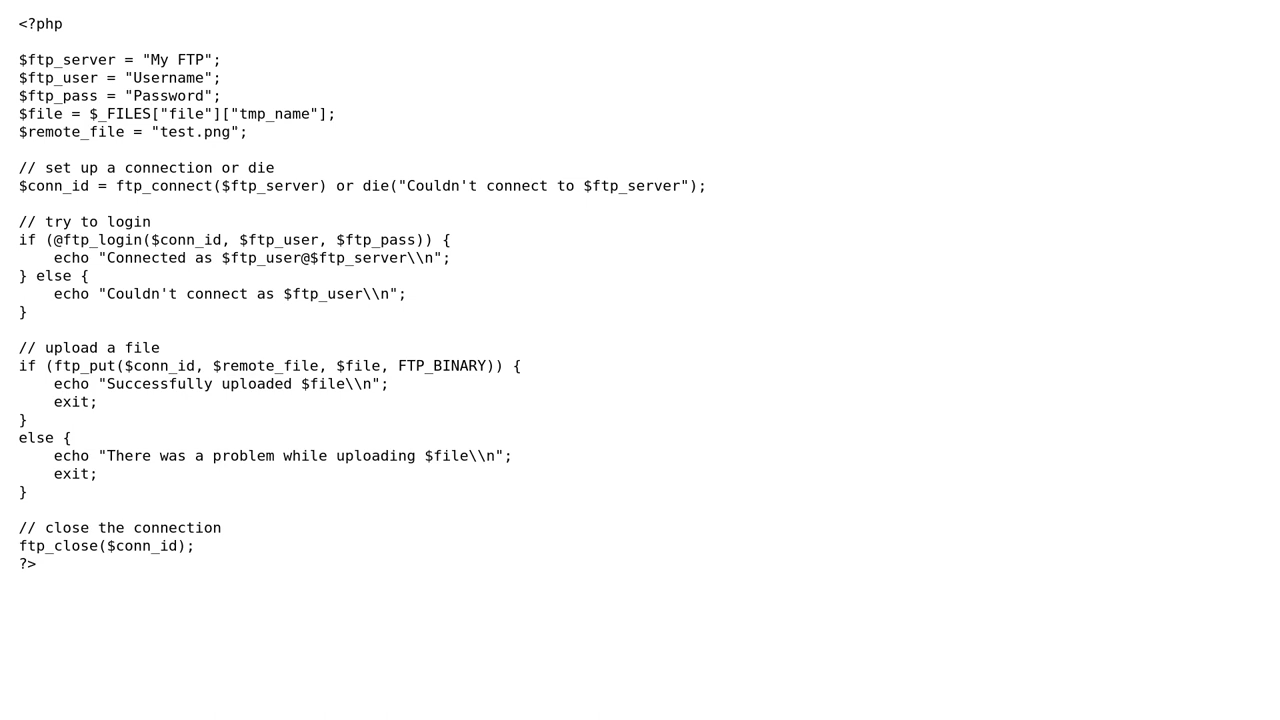 <?php

$ftp_server = "My FTP";
$ftp_user = "Username";
$ftp_pass = "Password";
$file = $_FILES["file"]["tmp_name"];
$remote_file = "test.png";

// set up a connection or die
$conn_id = ftp_connect($ftp_server) or die("Couldn't connect to $ftp_server");

// try to login
if (@ftp_login($conn_id, $ftp_user, $ftp_pass)) {
    echo "Connected as $ftp_user@$ftp_server\\n";
} else {
    echo "Couldn't connect as $ftp_user\\n";
}

// upload a file
if (ftp_put($conn_id, $remote_file, $file, FTP_BINARY)) {
    echo "Successfully uploaded $file\\n";
    exit;
}
else {
    echo "There was a problem while uploading $file\\n";
    exit;
}

// close the connection
ftp_close($conn_id);
?>